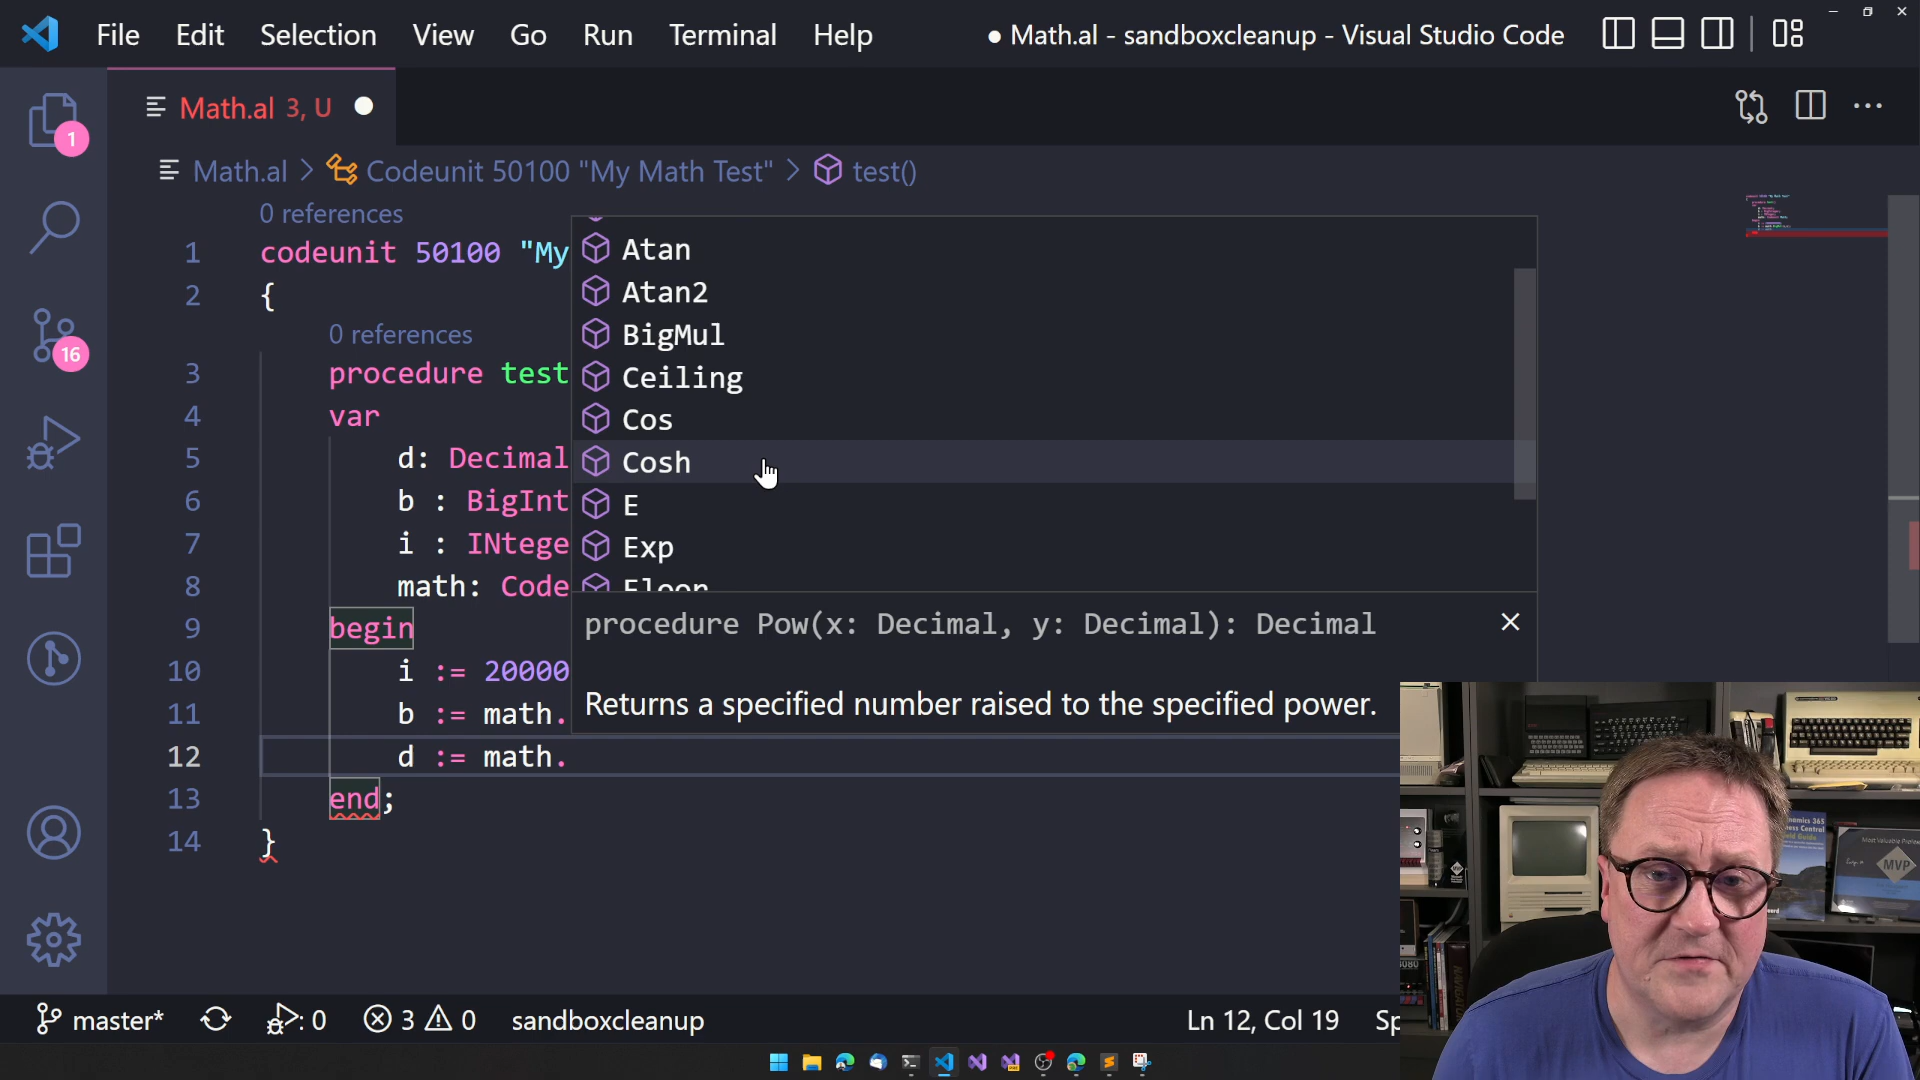 File Edit Selection View Go Run Terminal Help
● Math.al - sandboxcleanup - Visual Studio Code
Math.al 3, U
Math.al > Codeunit 50100 "My Math Test" > test()
1
16
0 references
1 codeunit 50100 "My
2 {
0 references
3 procedure test
4 var
5 d: Decimal
6 b : BigInt
7 i : INtege
8 math: Code
9 begin
10 i := 20000
11 b := math.
12 d := math.
13 end;
14 }
Atan
Atan2
BigMul
Ceiling
Cos
Cosh
E
Exp
Floor
procedure Pow(x: Decimal, y: Decimal): Decimal
Returns a specified number raised to the specified power.
master* : 0 3 0 sandboxcleanup
Ln 12, Col 19 Sp
MVP